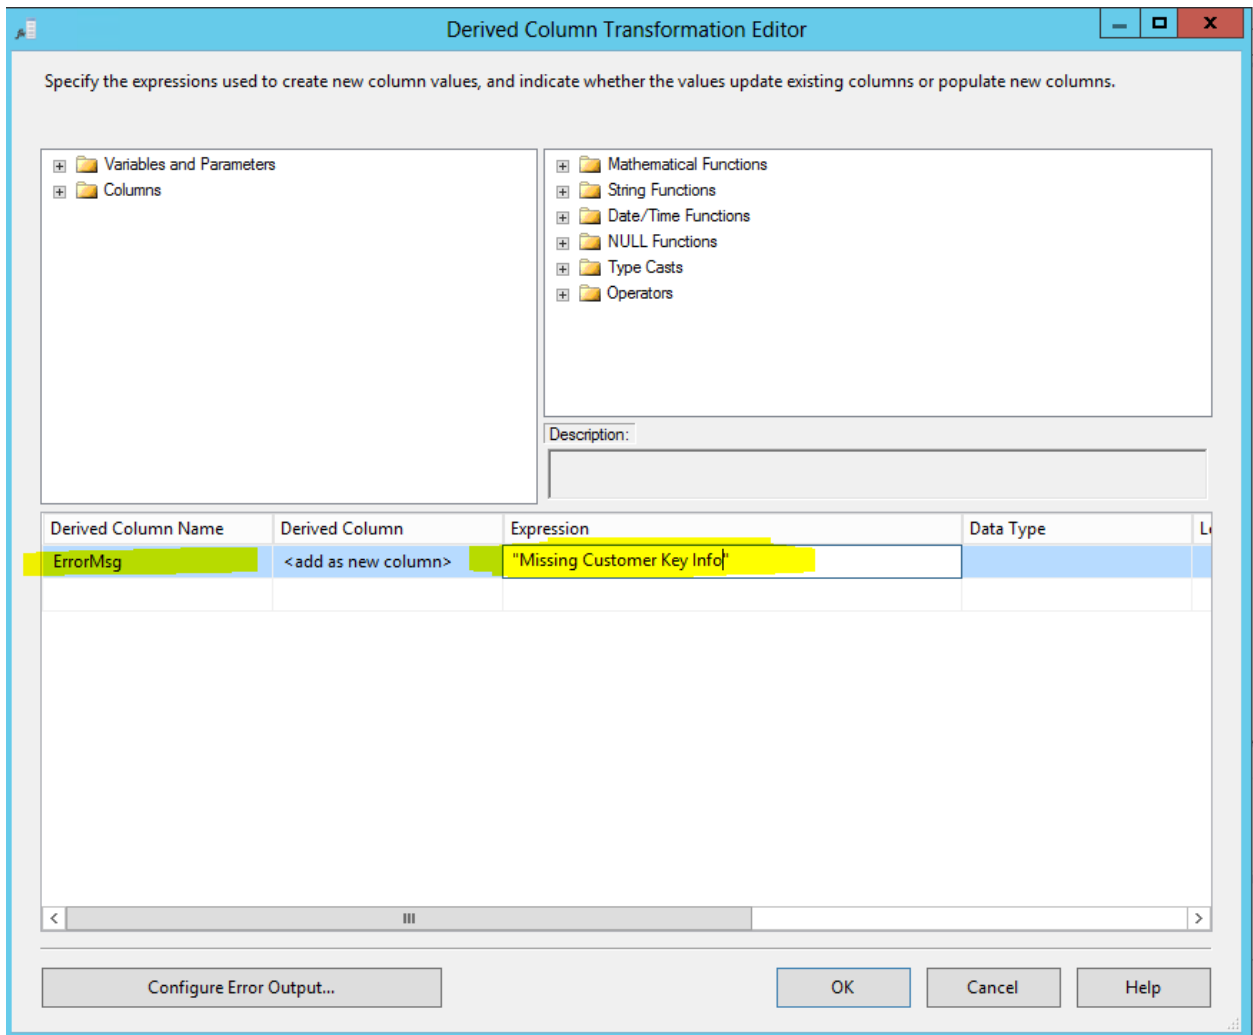 Derived Column Transformation Editor
Specify the expressions used to create new column values, and indicate whether the values update existing columns or populate new columns.
Variables and Parameters
Columns
Mathematical Functions
String Functions
Date/Time Functions
NULL Functions
Type Casts
Operators
Description:
Derived Column Name Derived Column Expression Data Type
ErrorMsg <add as new column> "Missing Customer Key Info"
Configure Error Output... OK Cancel Help